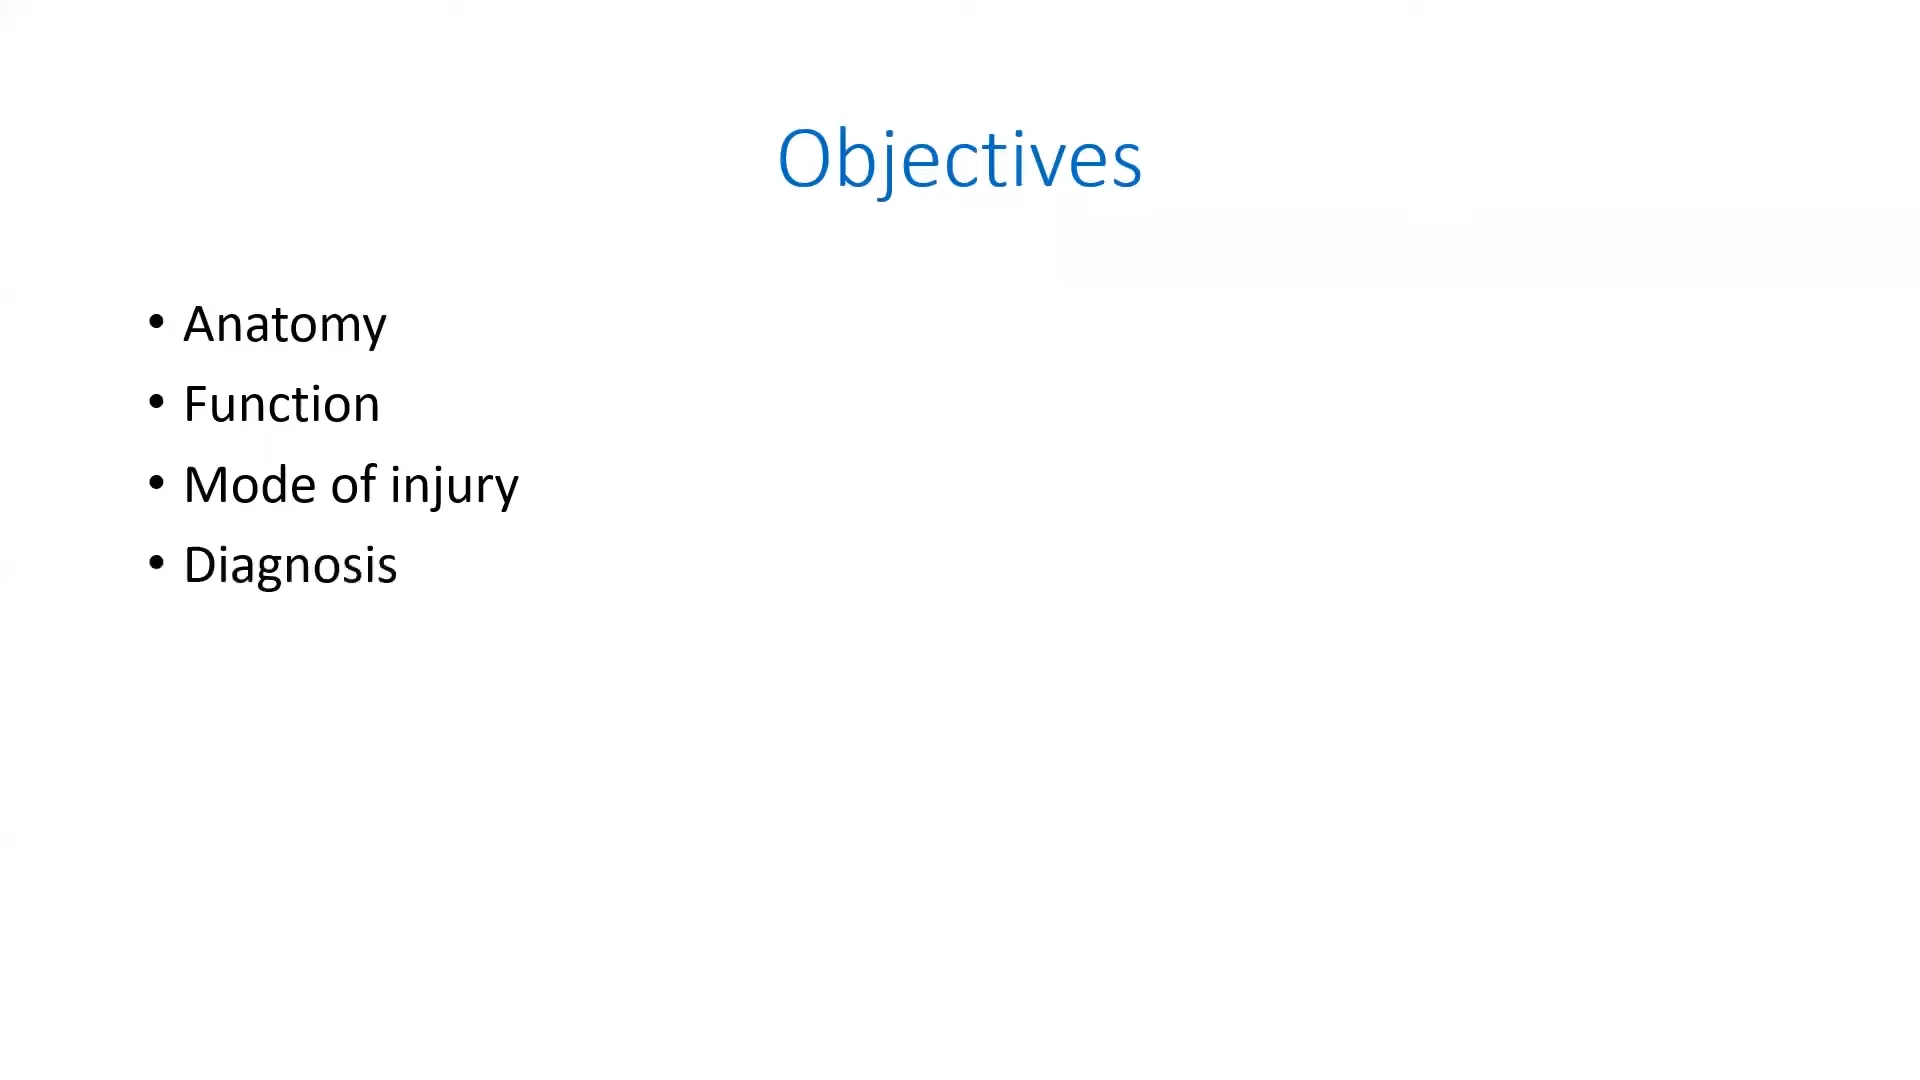 Objectives
• Anatomy
• Function
• Mode of injury
• Diagnosis